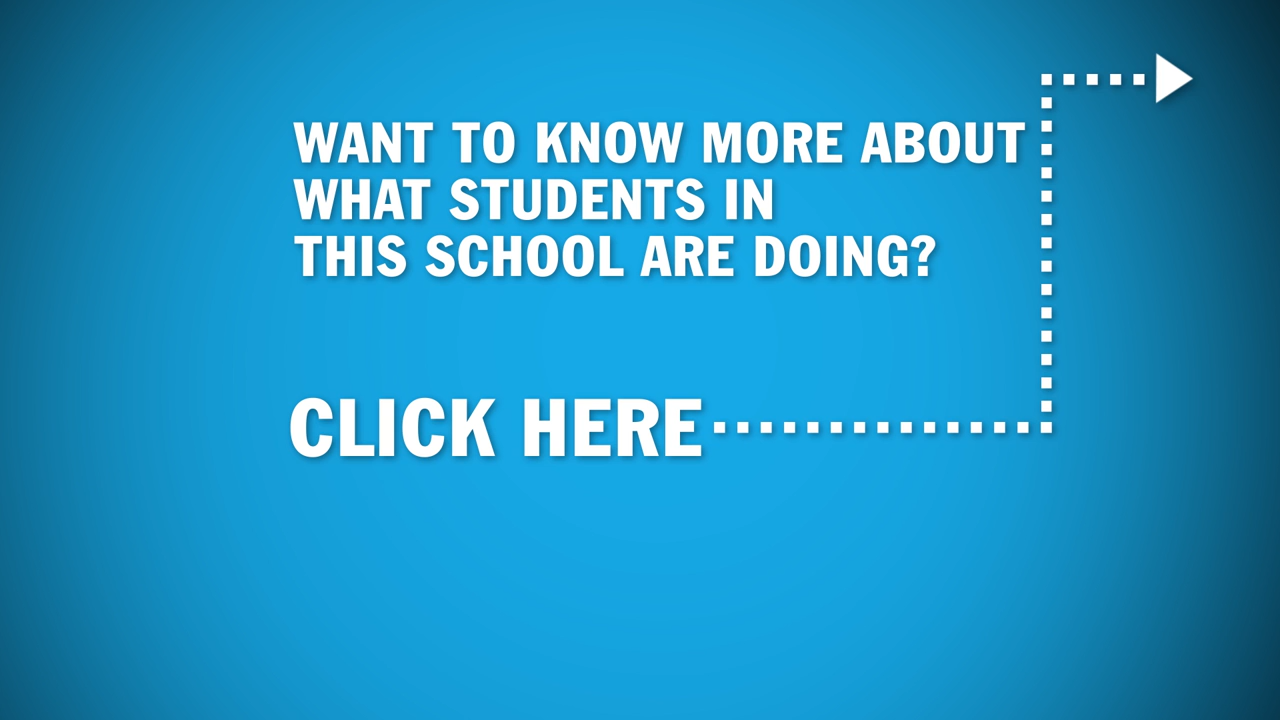 WANT TO KNOW MORE ABOUT
WHAT STUDENTS IN
THIS SCHOOL ARE DOING?
CLICK HERE